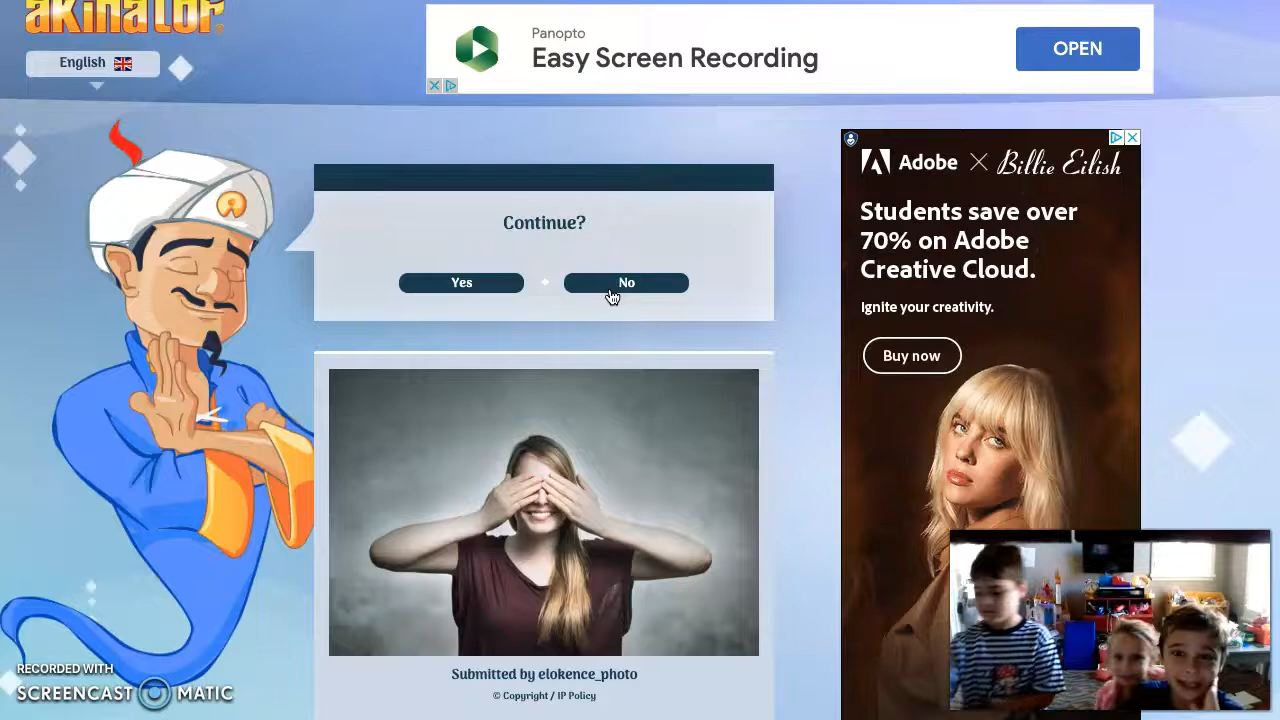 akinator
English
Panopto
Easy Screen Recording
OPEN
Continue?
Yes
No
Submitted by elokence_photo
© Copyright / IP Policy
Adobe × Billie Eilish
Students save over
70% on Adobe
Creative Cloud.
Ignite your creativity.
Buy now
RECORDED WITH
SCREENCAST MATIC